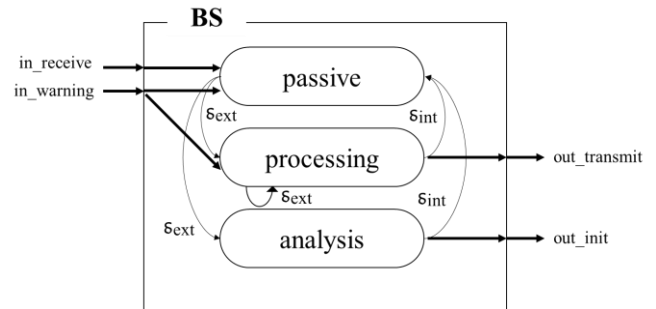 BS
in_receive
in_warning
passive
δext
δint
processing
out_transmit
δext
δint
δext
analysis
out_init